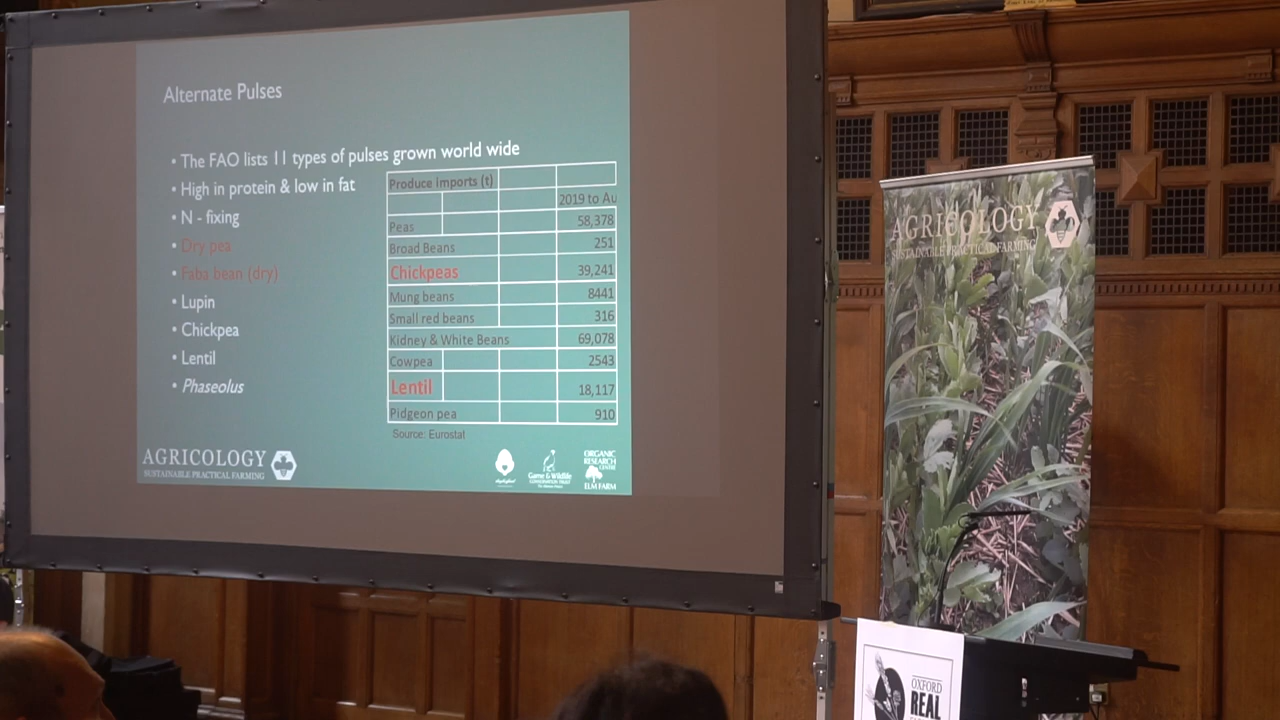 Alternate Pulses
• The FAO lists 11 types of pulses grown world wide
• High in protein & low in fat
• N - fixing
• Dry pea
• Faba bean (dry)
• Lupin
• Chickpea
• Lentil
• Phaseolus
Produce imports (t)
2019 to Au
Peas 58,378
Broad Beans 251
Chickpeas 39,241
Mung beans 8441
Small red beans 316
Kidney & White Beans 69,078
Cowpea 2543
Lentil 18,117
Pidgeon pea 910
Source: Eurostat
AGRICOLOGY
SUSTAINABLE PRACTICAL FARMING
Game & Wildlife
CONSERVATION TRUST
ORGANIC
RESEARCH
CENTRE
ELM FARM
AGRICOLOGY
SUSTAINABLE PRACTICAL FARMING
OXFORD
REAL